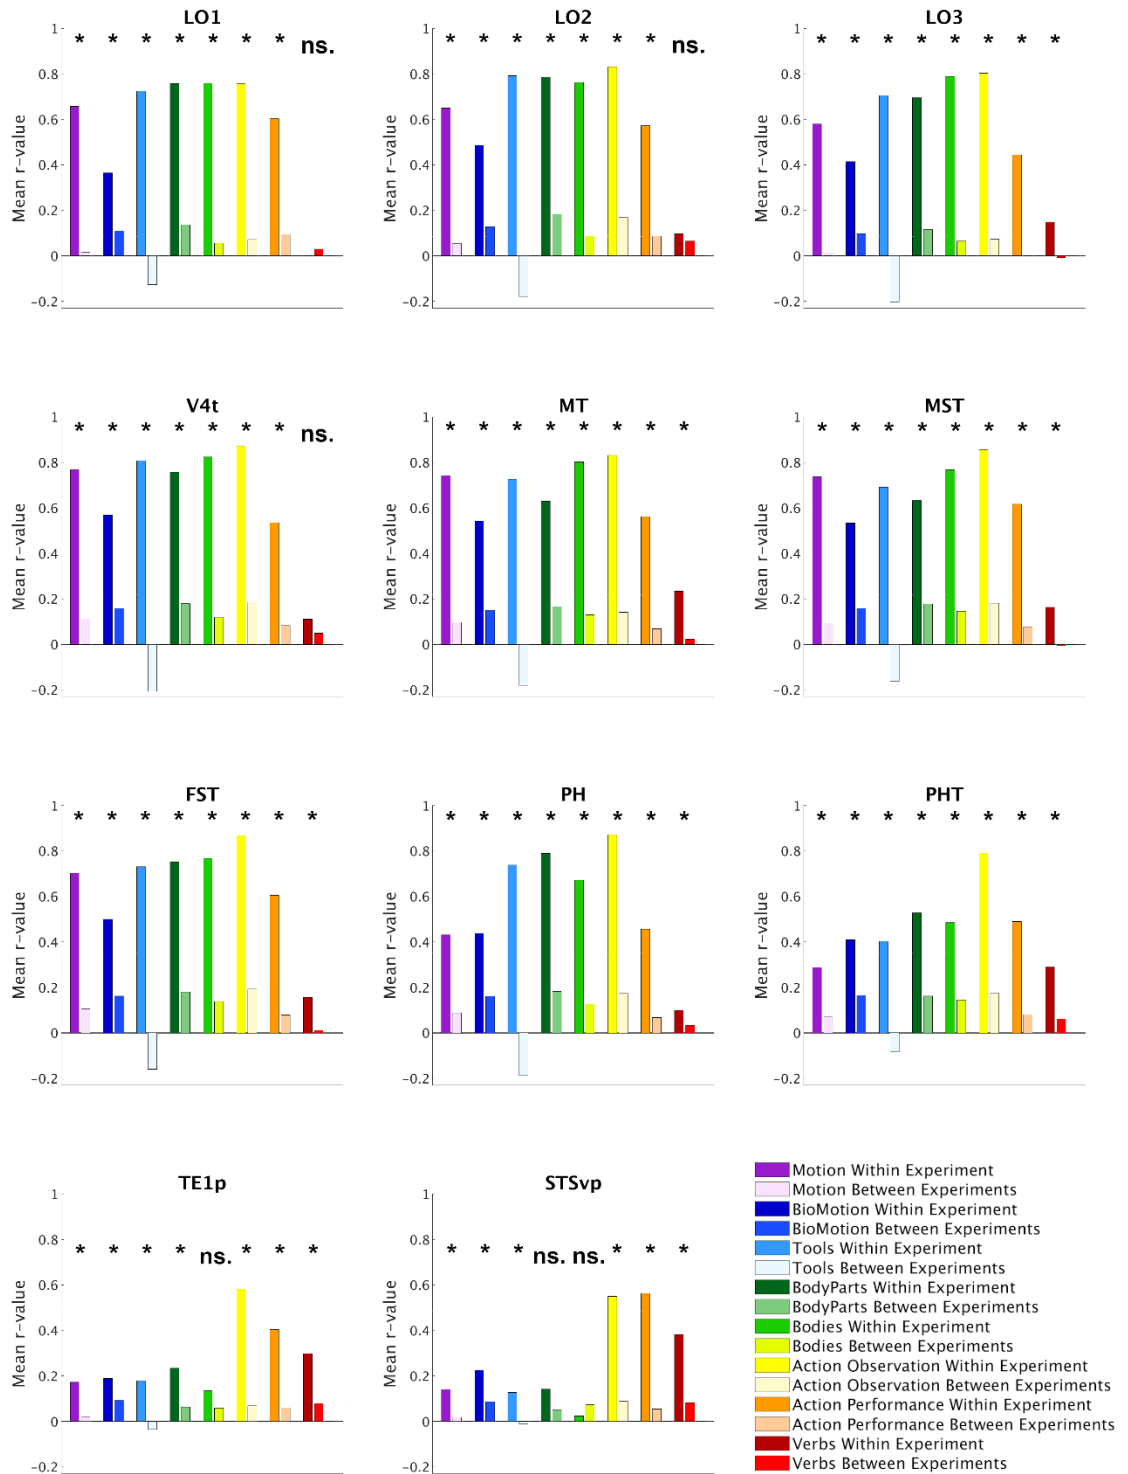 LO1
LO2
LO3
* * * * * * * ns.
* * * * * * * ns.
* * * * * * * *
Mean r-value
1
0.8
0.6
0.4
0.2
0
-0.2
Mean r-value
1
0.8
0.6
0.4
0.2
0
-0.2
Mean r-value
1
0.8
0.6
0.4
0.2
0
-0.2
V4t
MT
MST
* * * * * * * ns.
* * * * * * * *
* * * * * * * *
Mean r-value
1
0.8
0.6
0.4
0.2
0
-0.2
Mean r-value
1
0.8
0.6
0.4
0.2
0
-0.2
Mean r-value
1
0.8
0.6
0.4
0.2
0
-0.2
FST
PH
PHT
* * * * * * * *
* * * * * * * *
* * * * * * * *
Mean r-value
1
0.8
0.6
0.4
0.2
0
-0.2
Mean r-value
1
0.8
0.6
0.4
0.2
0
-0.2
Mean r-value
1
0.8
0.6
0.4
0.2
0
-0.2
TE1p
STSvp
* * * * ns. * * *
* * * ns. ns. * * *
Mean r-value
1
0.8
0.6
0.4
0.2
0
-0.2
Mean r-value
1
0.8
0.6
0.4
0.2
0
-0.2
Motion Within Experiment
Motion Between Experiments
BioMotion Within Experiment
BioMotion Between Experiments
Tools Within Experiment
Tools Between Experiments
BodyParts Within Experiment
BodyParts Between Experiments
Bodies Within Experiment
Bodies Between Experiments
Action Observation Within Experiment
Action Observation Between Experiments
Action Performance Within Experiment
Action Performance Between Experiments
Verbs Within Experiment
Verbs Between Experiments